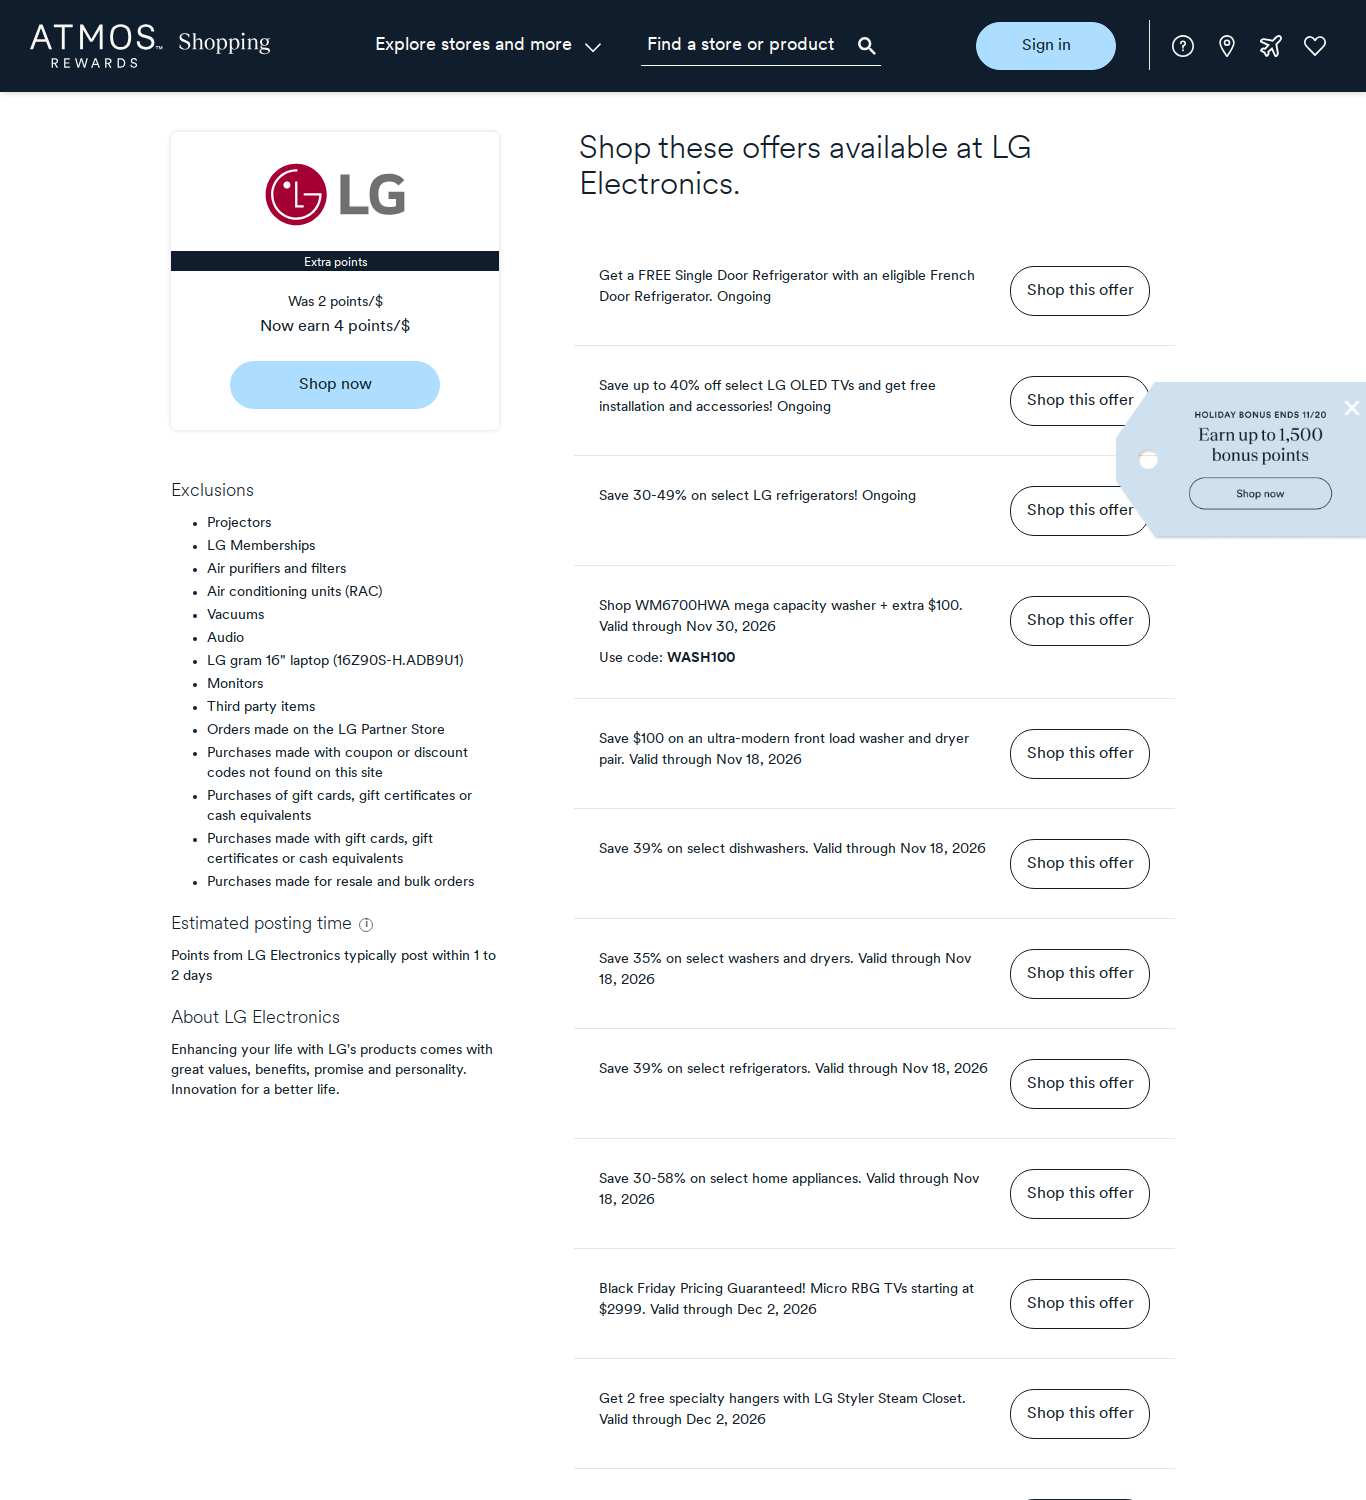 ATMOS™ Shopping
REWARDS
Explore stores and more
Find a store or product
Sign in
LG
Extra points
Was 2 points/$
Now earn 4 points/$
Shop now
Exclusions
• Projectors
• LG Memberships
• Air purifiers and filters
• Air conditioning units (RAC)
• Vacuums
• Audio
• LG gram 16" laptop (16Z90S-H.ADB9U1)
• Monitors
• Third party items
• Orders made on the LG Partner Store
• Purchases made with coupon or discount
codes not found on this site
• Purchases of gift cards, gift certificates or
cash equivalents
• Purchases made with gift cards, gift
certificates or cash equivalents
• Purchases made for resale and bulk orders
Estimated posting time
Points from LG Electronics typically post within 1 to
2 days
About LG Electronics
Enhancing your life with LG's products comes with
great values, benefits, promise and personality.
Innovation for a better life.
Shop these offers available at LG
Electronics.
Get a FREE Single Door Refrigerator with an eligible French
Door Refrigerator. Ongoing
Shop this offer
Save up to 40% off select LG OLED TVs and get free
installation and accessories! Ongoing
Shop this offer
Save 30-49% on select LG refrigerators! Ongoing
Shop this offer
Shop WM6700HWA mega capacity washer + extra $100.
Valid through Nov 30, 2026
Use code: WASH100
Shop this offer
Save $100 on an ultra-modern front load washer and dryer
pair. Valid through Nov 18, 2026
Shop this offer
Save 39% on select dishwashers. Valid through Nov 18, 2026
Shop this offer
Save 35% on select washers and dryers. Valid through Nov
18, 2026
Shop this offer
Save 39% on select refrigerators. Valid through Nov 18, 2026
Shop this offer
Save 30-58% on select home appliances. Valid through Nov
18, 2026
Shop this offer
Black Friday Pricing Guaranteed! Micro RBG TVs starting at
$2999. Valid through Dec 2, 2026
Shop this offer
Get 2 free specialty hangers with LG Styler Steam Closet.
Valid through Dec 2, 2026
Shop this offer
HOLIDAY BONUS ENDS 11/20
Earn up to 1,500
bonus points
Shop now